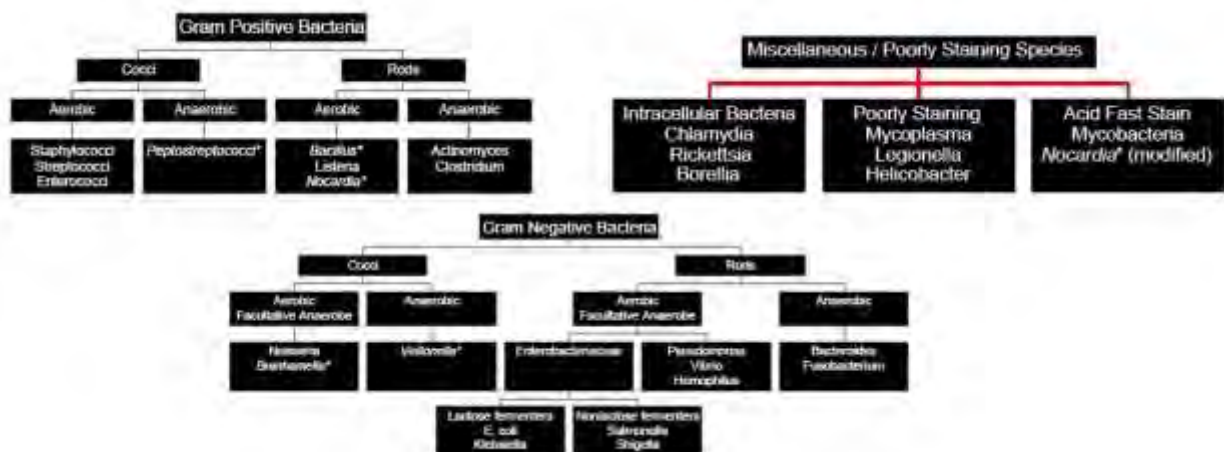 Gram Positive Bacteria
Cocci
Rods
Aerobic
Anaerobic
Aerobic
Anaerobic
Staphylococci
Streptococci
Enterococci
Peptostreptococci*
Bacillus*
Listeria
Nocardia*
Actinomyces
Clostridium
Miscellaneous / Poorly Staining Species
Intracellular Bacteria
Chlamydia
Rickettsia
Borellia
Poorly Staining
Mycoplasma
Legionella
Helicobacter
Acid Fast Stain
Mycobacteria
Nocardia* (modified)
Gram Negative Bacteria
Cocci
Rods
Aerobic
Facultative Anaerobe
Anaerobic
Aerobic
Facultative Anaerobe
Anaerobic
Neisseria
Branhamella*
Veillonella*
Enterobacteriaceae
Pseudomonas
Vibrio
Bacteroides
Fusobacterium
Lactose fermenters
E. coli
Klebsiella
Nonlactose fermenters
Salmonella
Shigella